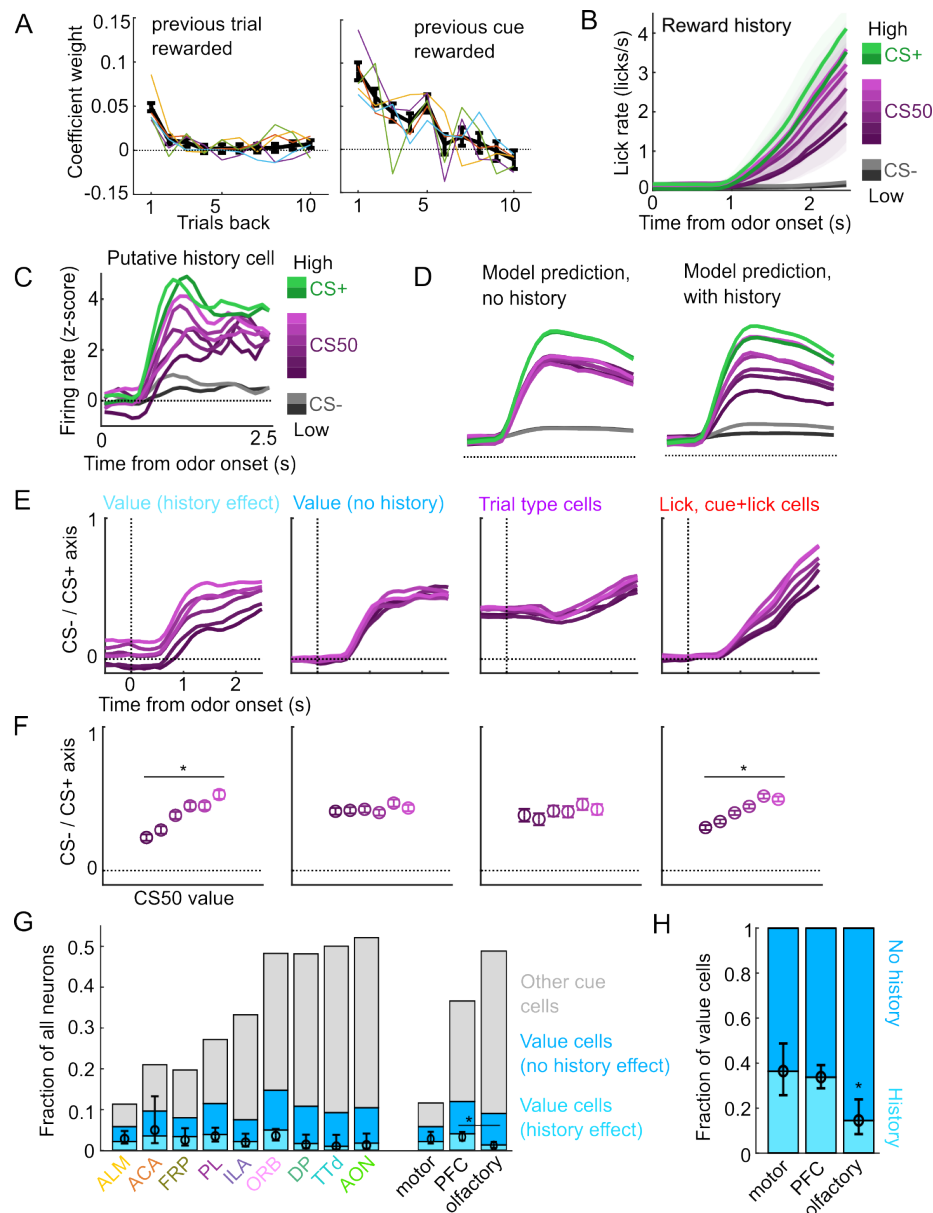 A
previous trial
rewarded
previous cue
rewarded
Coefficient weight
0.15
0.1
0.05
0
-0.15
1
5
10
1
5
10
Trials back
B
Reward history
Lick rate (licks/s)
4
3
2
1
0
0
1
2
Time from odor onset (s)
High
CS+
CS50
CS-
Low
C
Putative history cell
Firing rate (z-score)
4
2
0
0
2.5
Time from odor onset (s)
High
CS+
CS50
CS-
Low
D
Model prediction,
no history
Model prediction,
with history
E
Value (history effect)
Value (no history)
Trial type cells
Lick, cue+lick cells
CS- / CS+ axis
1
0
0
1
2
Time from odor onset (s)
F
CS- / CS+ axis
1
0
*
*
CS50 value
G
Fraction of all neurons
0.5
0.4
0.3
0.2
0.1
0
ALM
ACA
FRP
PL
ILA
ORB
DP
TTd
AON
*
motor
PFC
olfactory
Other cue
cells
Value cells
(no history effect)
Value cells
(history effect)
H
Fraction of value cells
1
0.8
0.6
0.4
0.2
0
*
motor
PFC
olfactory
No history
History